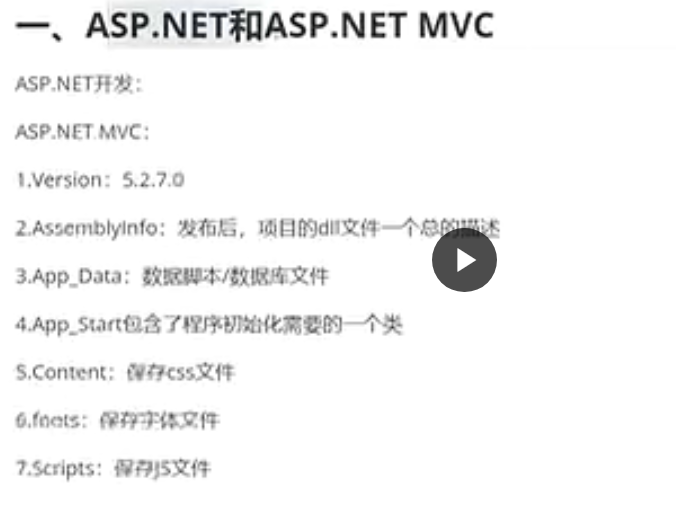 一、ASP.NET和ASP.NET MVC
ASP.NET开发：
ASP.NET MVC：
1.Version：5.2.7.0
2.AssemblyInfo：发布后，项目的dll文件一个总的描述
3.App_Data：数据脚本/数据库文件
4.App_Start包含了程序初始化需要的一个类
5.Content：保存css文件
6.fonts：保存字体文件
7.Scripts：保存JS文件